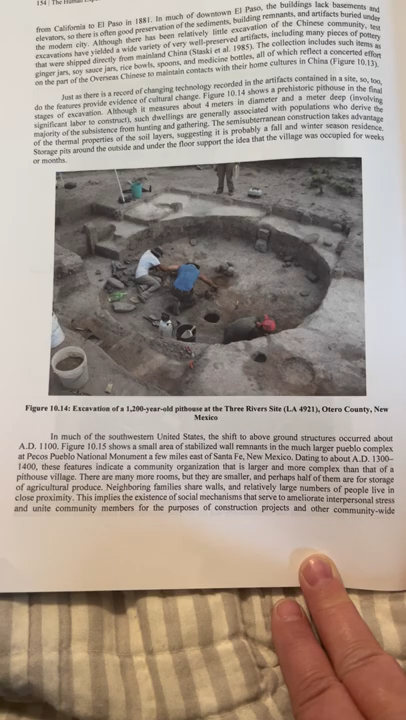 154 | The Human
from California to El Paso in 1881. In much of downtown El Paso, the buildings lack basements and
elevators, so there is often good preservation of the sediments, building remnants, and artifacts buried under
the modern city. Although there has been relatively little excavation of the Chinese community, test
excavations have yielded a wide variety of very well-preserved artifacts, including many pieces of pottery
that were shipped directly from mainland China (Staski et al. 1985). The collection includes such items as
ginger jars, soy sauce jars, rice bowls, spoons, and medicine bottles, all of which reflect a concerted effort
on the part of the Overseas Chinese to maintain contacts with their home cultures in China (Figure 10.13).
Just as there is a record of changing technology recorded in the artifacts contained in a site, so, too,
do the features provide evidence of cultural change. Figure 10.14 shows a prehistoric pithouse in the final
stages of excavation. Although it measures about 4 meters in diameter and a meter deep (involving
significant labor to construct), such dwellings are generally associated with populations who derive the
majority of the subsistence from hunting and gathering. The semisubterranean construction takes advantage
of the thermal properties of the soil layers, suggesting it is probably a fall and winter season residence.
Storage pits around the outside and under the floor support the idea that the village was occupied for weeks
or months.
Figure 10.14: Excavation of a 1,200-year-old pithouse at the Three Rivers Site (LA 4921), Otero County, New
Mexico
In much of the southwestern United States, the shift to above ground structures occurred about
A.D. 1100. Figure 10.15 shows a small area of stabilized wall remnants in the much larger pueblo complex
at Pecos Pueblo National Monument a few miles east of Santa Fe, New Mexico. Dating to about A.D. 1300–
1400, these features indicate a community organization that is larger and more complex than that of a
pithouse village. There are many more rooms, but they are smaller, and perhaps half of them are for storage
of agricultural produce. Neighboring families share walls, and relatively large numbers of people live in
close proximity. This implies the existence of social mechanisms that serve to ameliorate interpersonal stress
and unite community members for the purposes of construction projects and other community-wide